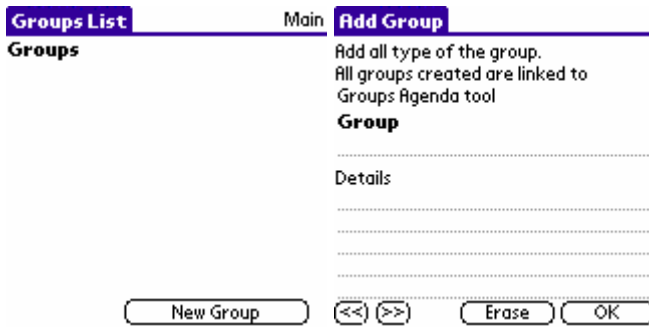 Groups List
Main
Groups
New Group
Add Group
Add all type of the group.
All groups created are linked to
Groups Agenda tool
Group
Details
<<
>>
Erase
OK